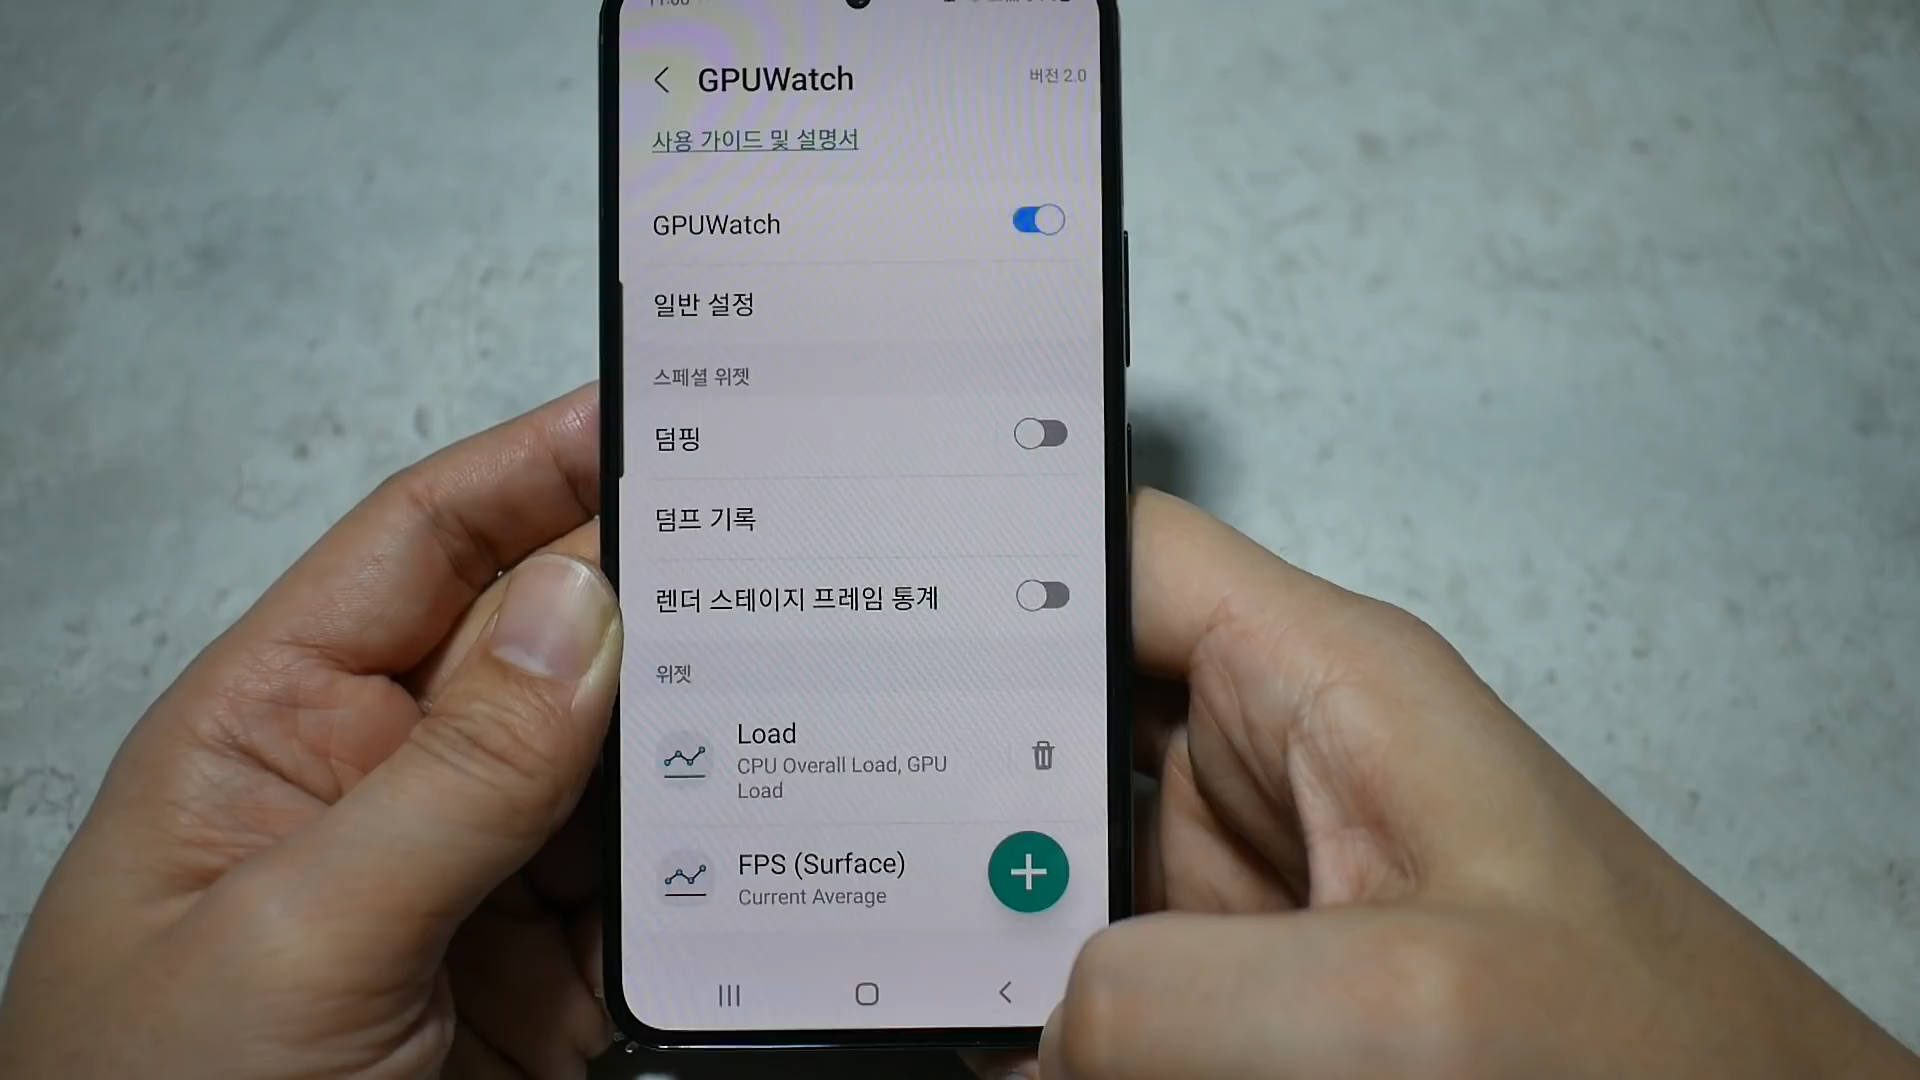 GPUWatch
버전 2.0
사용 가이드 및 설명서
GPUWatch
일반 설정
스페셜 위젯
덤핑
덤프 기록
렌더 스테이지 프레임 통계
위젯
Load
CPU Overall Load, GPU
Load
FPS (Surface)
Current Average